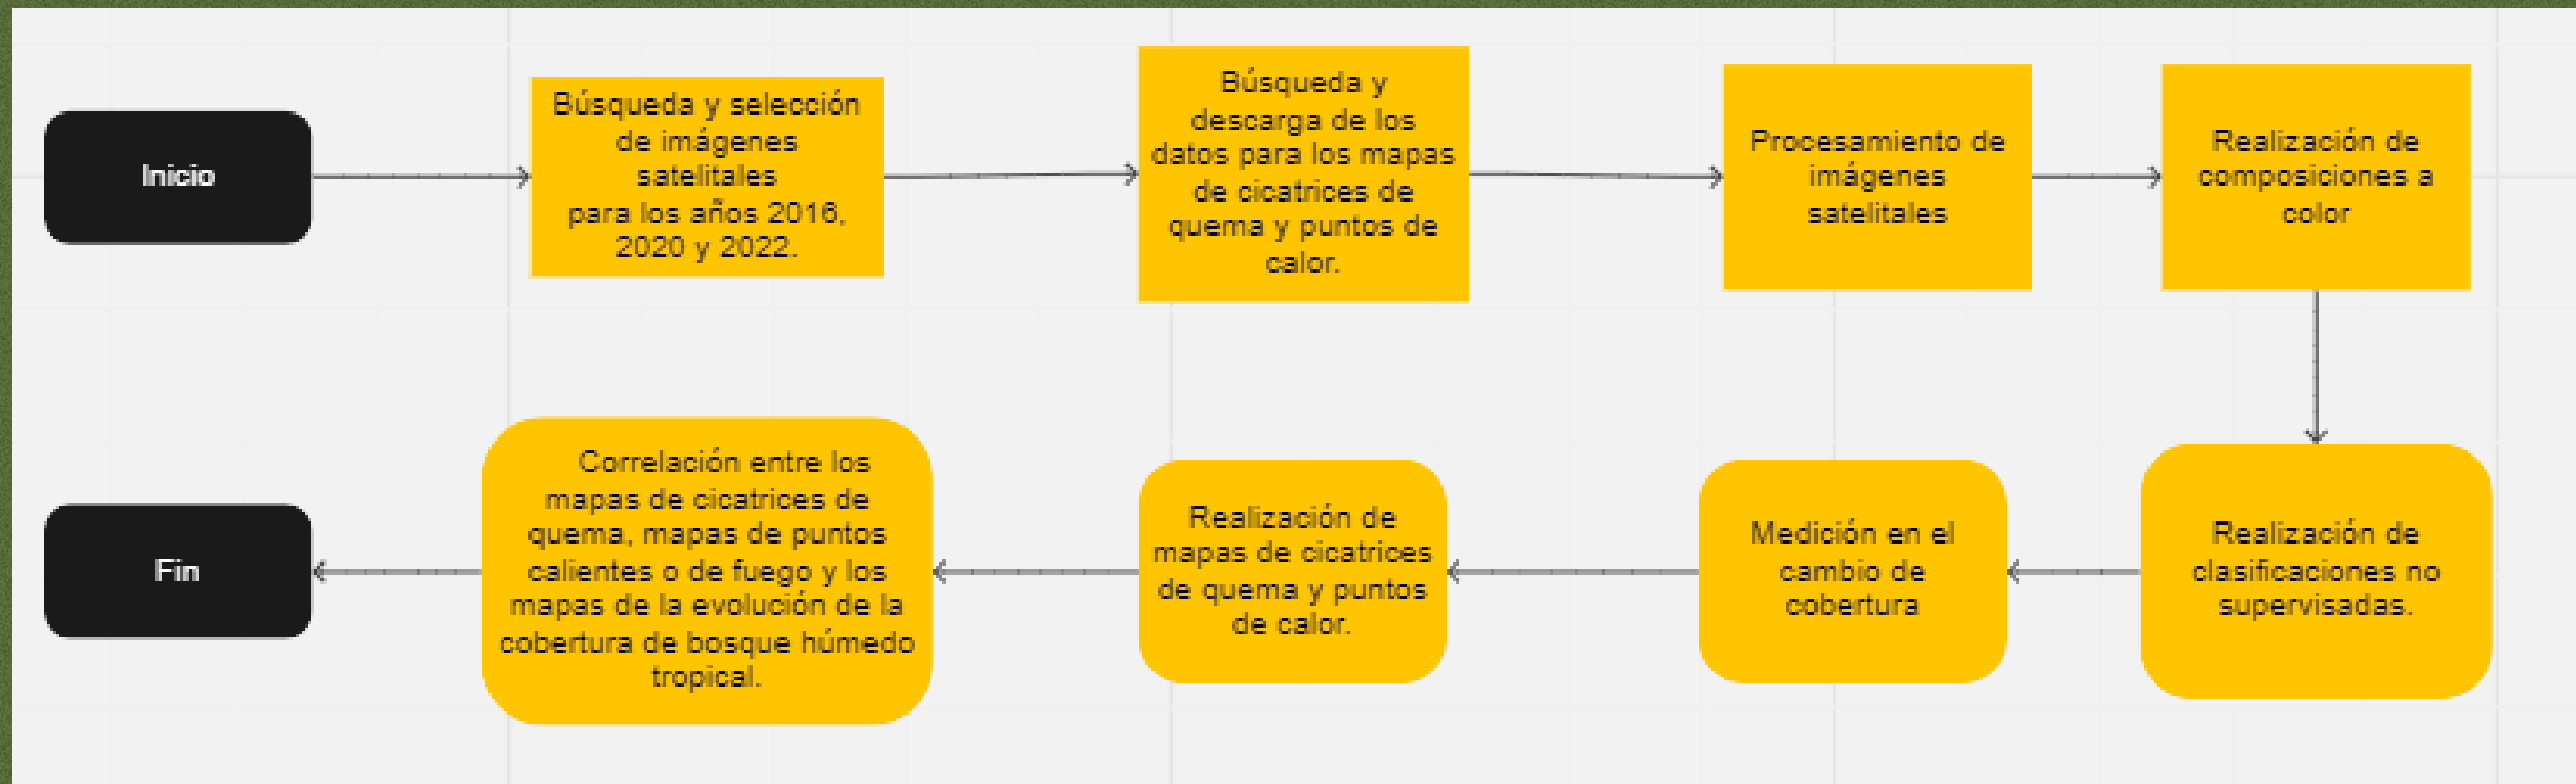 Inicio
Búsqueda y selección
de imágenes
satelitales
para los años 2016,
2020 y 2022.
Búsqueda y
descarga de los
datos para los mapas
de cicatrices de
quema y puntos de
calor.
Procesamiento de
imágenes
satelitales
Realización de
composiciones a
color
Realización de
clasificaciones no
supervisadas.
Medición en el
cambio de
cobertura
Realización de
mapas de cicatrices
de quema y puntos
de calor.
Correlación entre los
mapas de cicatrices de
quema, mapas de puntos
calientes o de fuego y los
mapas de la evolución de la
cobertura de bosque húmedo
tropical.
Fin